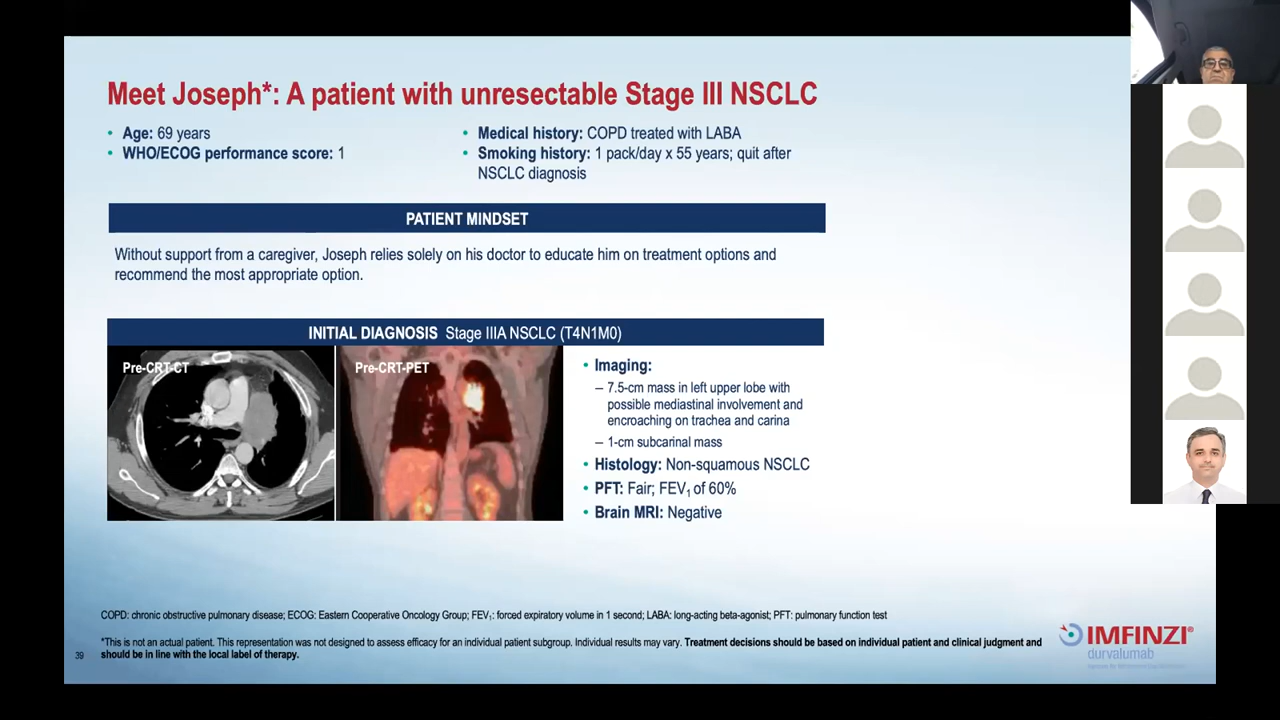 Meet Joseph*: A patient with unresectable Stage III NSCLC
• Age: 69 years
• WHO/ECOG performance score: 1
• Medical history: COPD treated with LABA
• Smoking history: 1 pack/day x 55 years; quit after
NSCLC diagnosis
PATIENT MINDSET
Without support from a caregiver, Joseph relies solely on his doctor to educate him on treatment options and
recommend the most appropriate option.
INITIAL DIAGNOSIS Stage IIIA NSCLC (T4N1M0)
Pre-CRT-CT
Pre-CRT-PET
• Imaging:
– 7.5-cm mass in left upper lobe with
possible mediastinal involvement and
encroaching on trachea and carina
– 1-cm subcarinal mass
• Histology: Non-squamous NSCLC
• PFT: Fair; FEV₁ of 60%
• Brain MRI: Negative
COPD: chronic obstructive pulmonary disease; ECOG: Eastern Cooperative Oncology Group; FEV₁: forced expiratory volume in 1 second; LABA: long-acting beta-agonist; PFT: pulmonary function test
*This is not an actual patient. This representation was not designed to assess efficacy for an individual patient subgroup. Individual results may vary. Treatment decisions should be based on individual patient and clinical judgment and
should be in line with the local label of therapy.
39
IMFINZI®
durvalumab